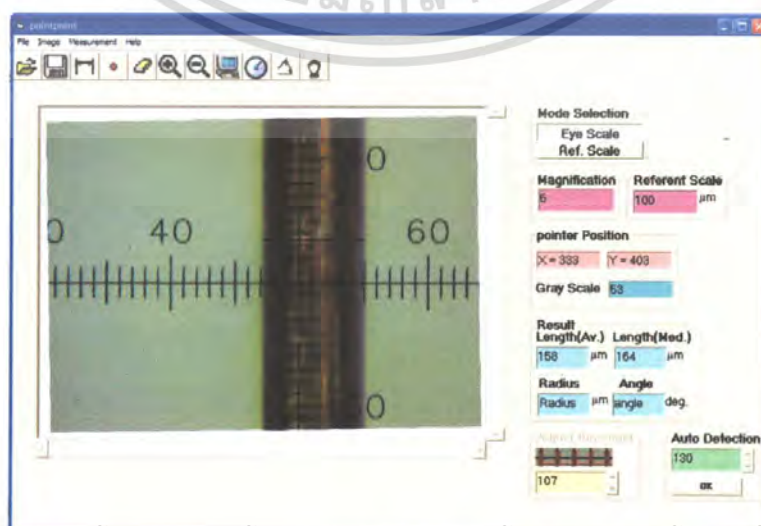 pointpoint
File Image Measurement Help
Mode Selection
Eye Scale
Ref. Scale
Magnification Referent Scale
100 µm
pointer Position
X = 333 Y = 403
Gray Scale 53
Result
Length(Av.) Length(Med.)
158 µm 164 µm
Radius Angle
Radius µm angle deg.
Auto Detection
107
130
OK
0
0 40 60
0